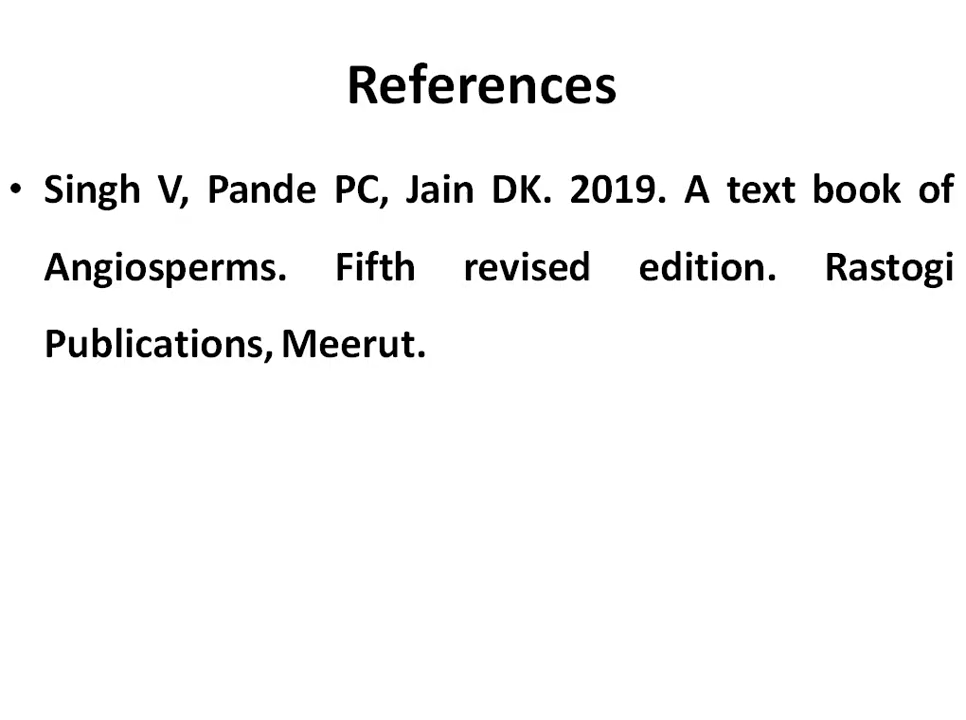 References
• Singh V, Pande PC, Jain DK. 2019. A text book of
Angiosperms. Fifth revised edition. Rastogi
Publications, Meerut.